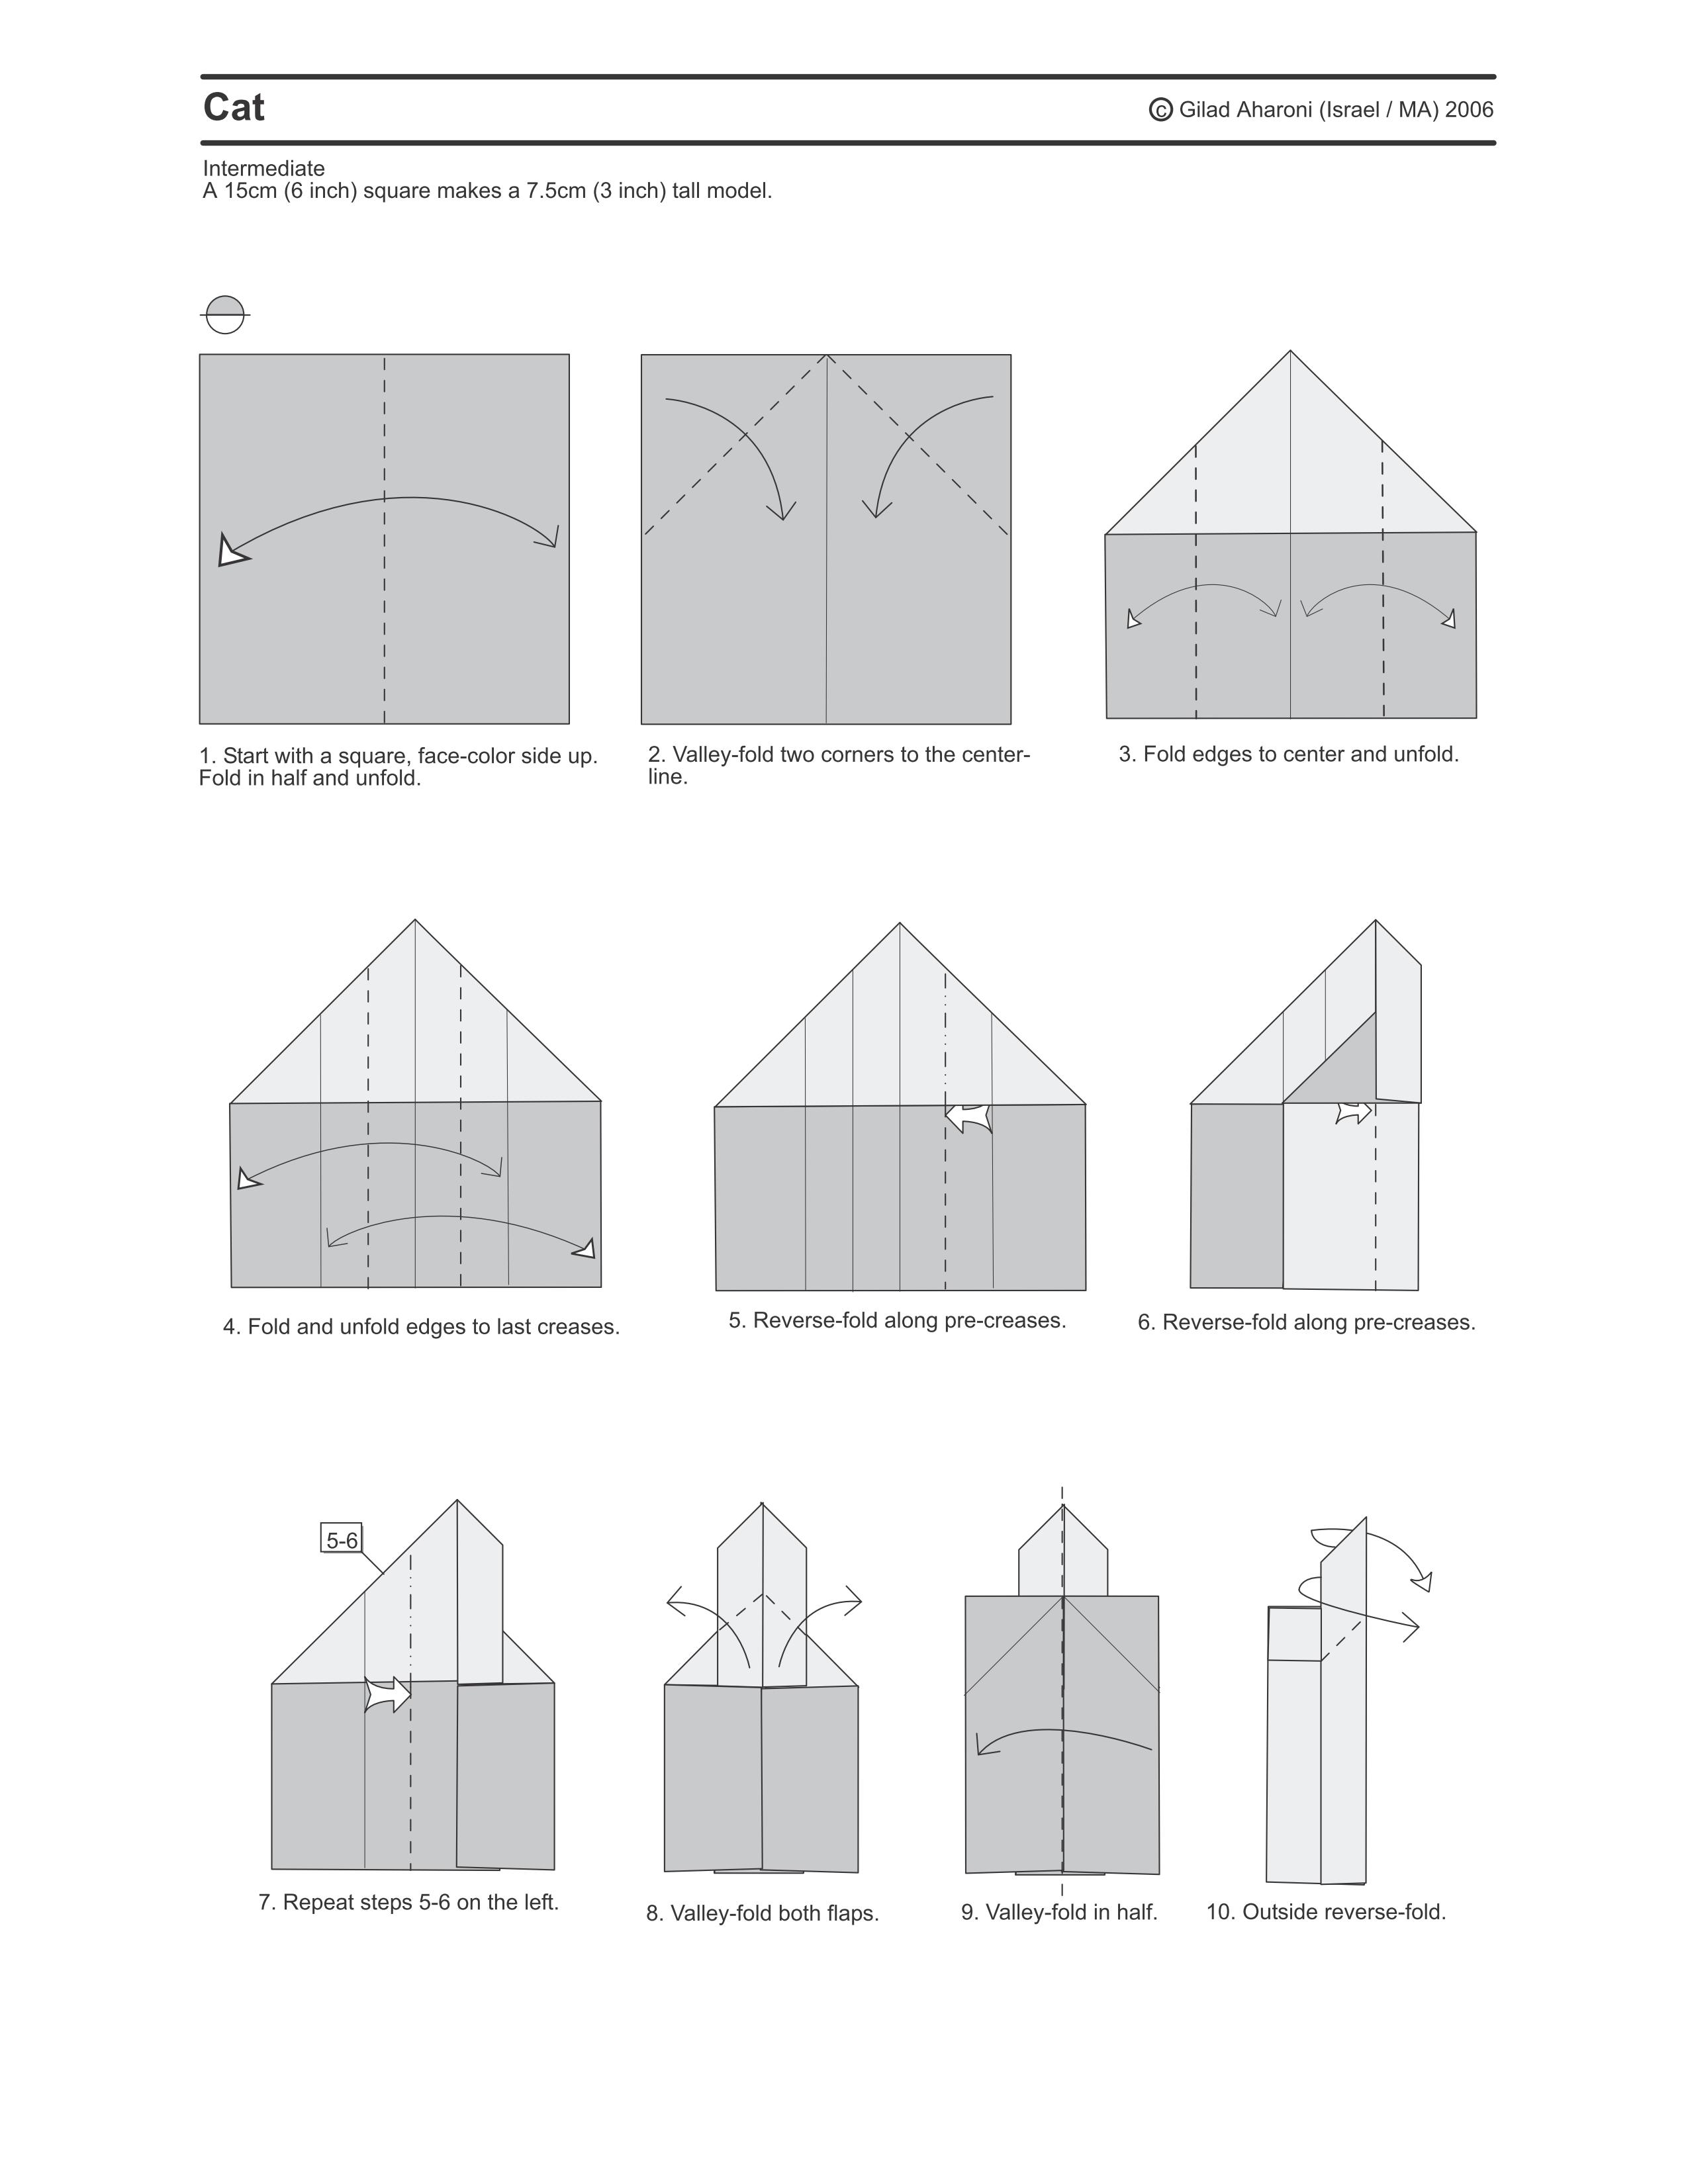 Cat
© Gilad Aharoni (Israel / MA) 2006
Intermediate
A 15cm (6 inch) square makes a 7.5cm (3 inch) tall model.
1. Start with a square, face-color side up.
Fold in half and unfold.
2. Valley-fold two corners to the center-
line.
3. Fold edges to center and unfold.
4. Fold and unfold edges to last creases.
5. Reverse-fold along pre-creases.
6. Reverse-fold along pre-creases.
5-6
7. Repeat steps 5-6 on the left.
8. Valley-fold both flaps.
9. Valley-fold in half.
10. Outside reverse-fold.